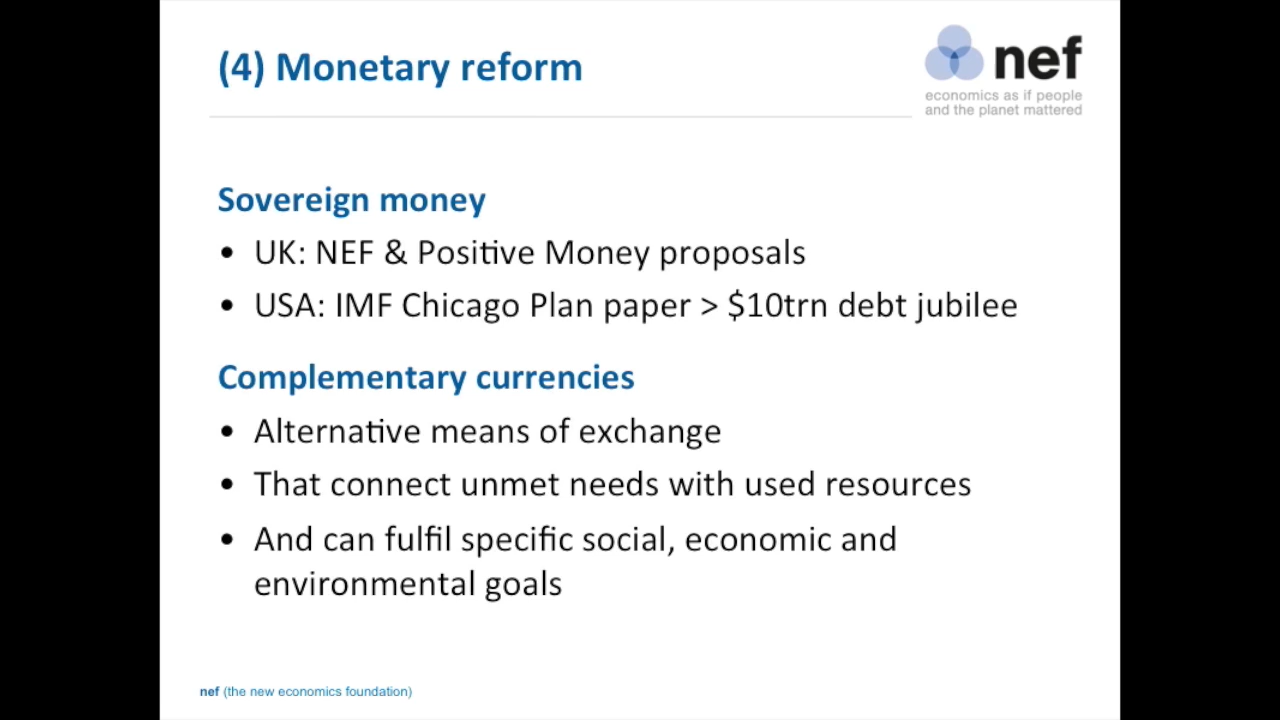 (4) Monetary reform
nef
economics as if people
and the planet mattered
Sovereign money
• UK: NEF & Positive Money proposals
• USA: IMF Chicago Plan paper > $10trn debt jubilee
Complementary currencies
• Alternative means of exchange
• That connect unmet needs with used resources
• And can fulfil specific social, economic and
environmental goals
nef (the new economics foundation)